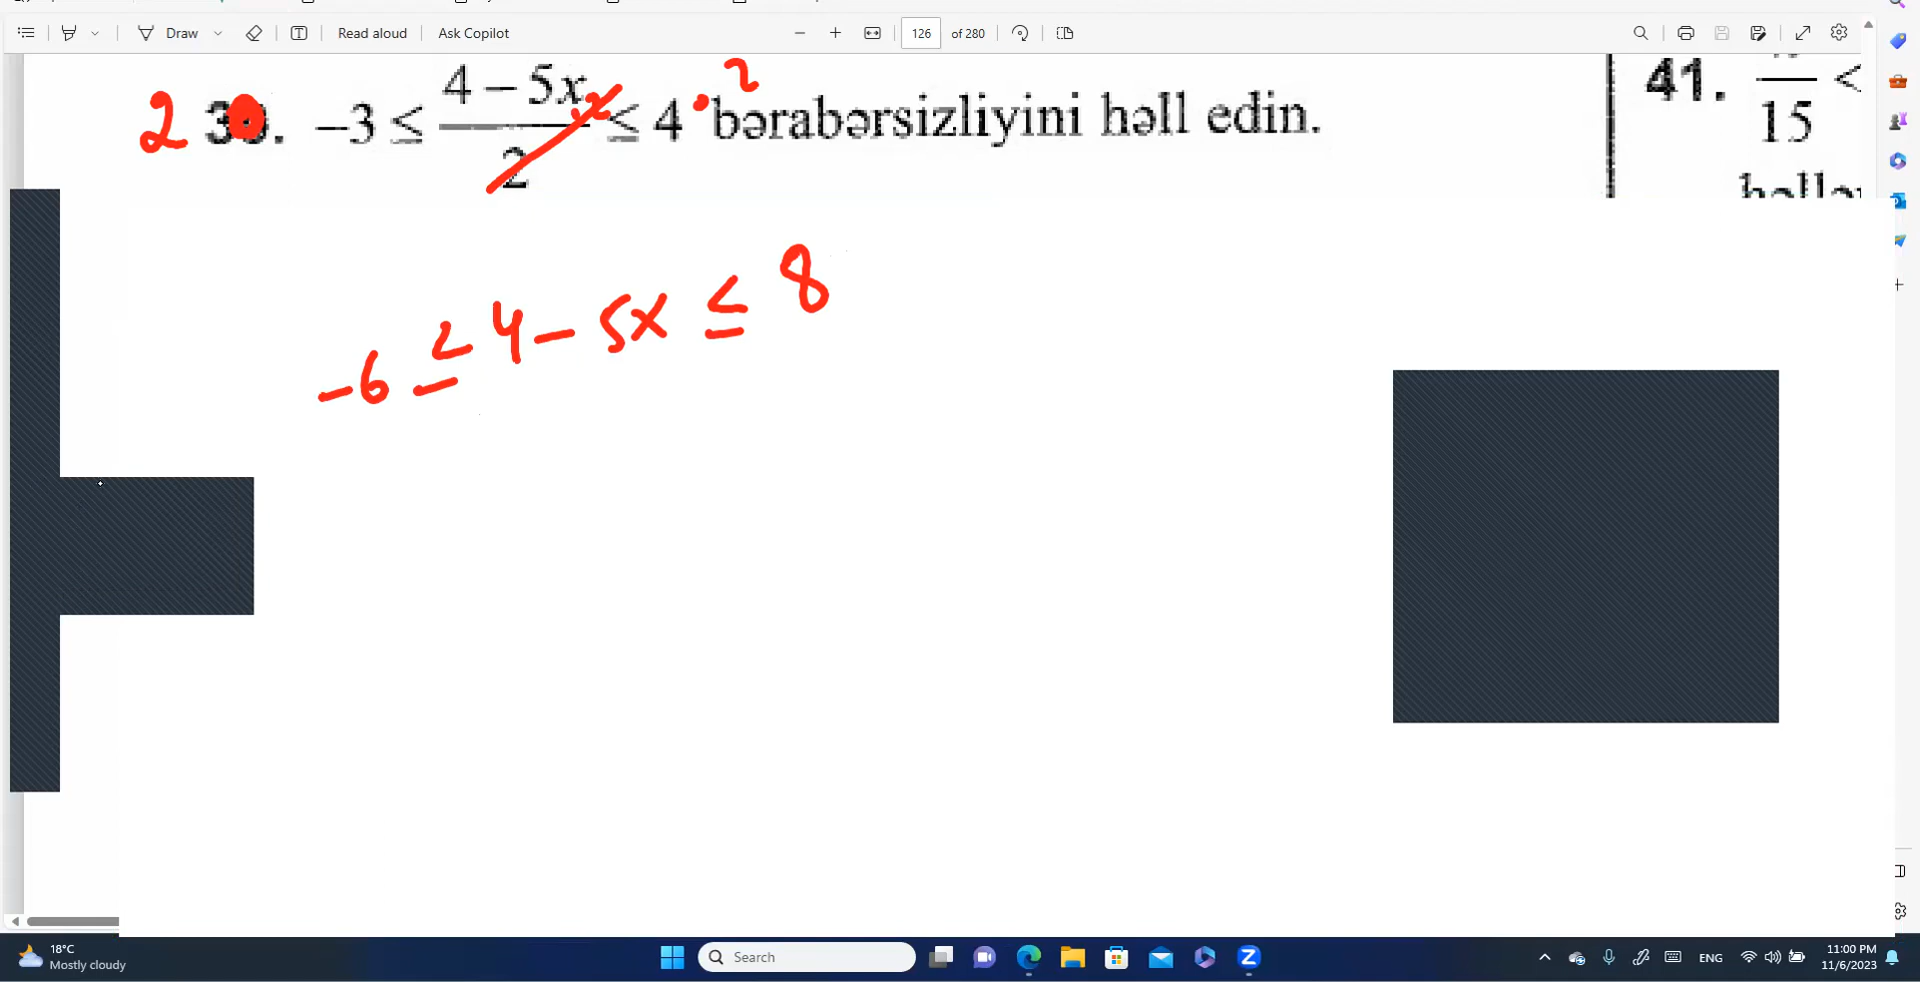 Draw
Read aloud
Ask Copilot
126 of 280
2 3 . −3 ≤ (4 − 5x)/2 ≤ 4 • 2 bərabərsizliyini həll edin.
41. /15 <
-6 ≤ 4 - 5x ≤ 8
18°C
Mostly cloudy
Search
ENG
11:00 PM
11/6/2023